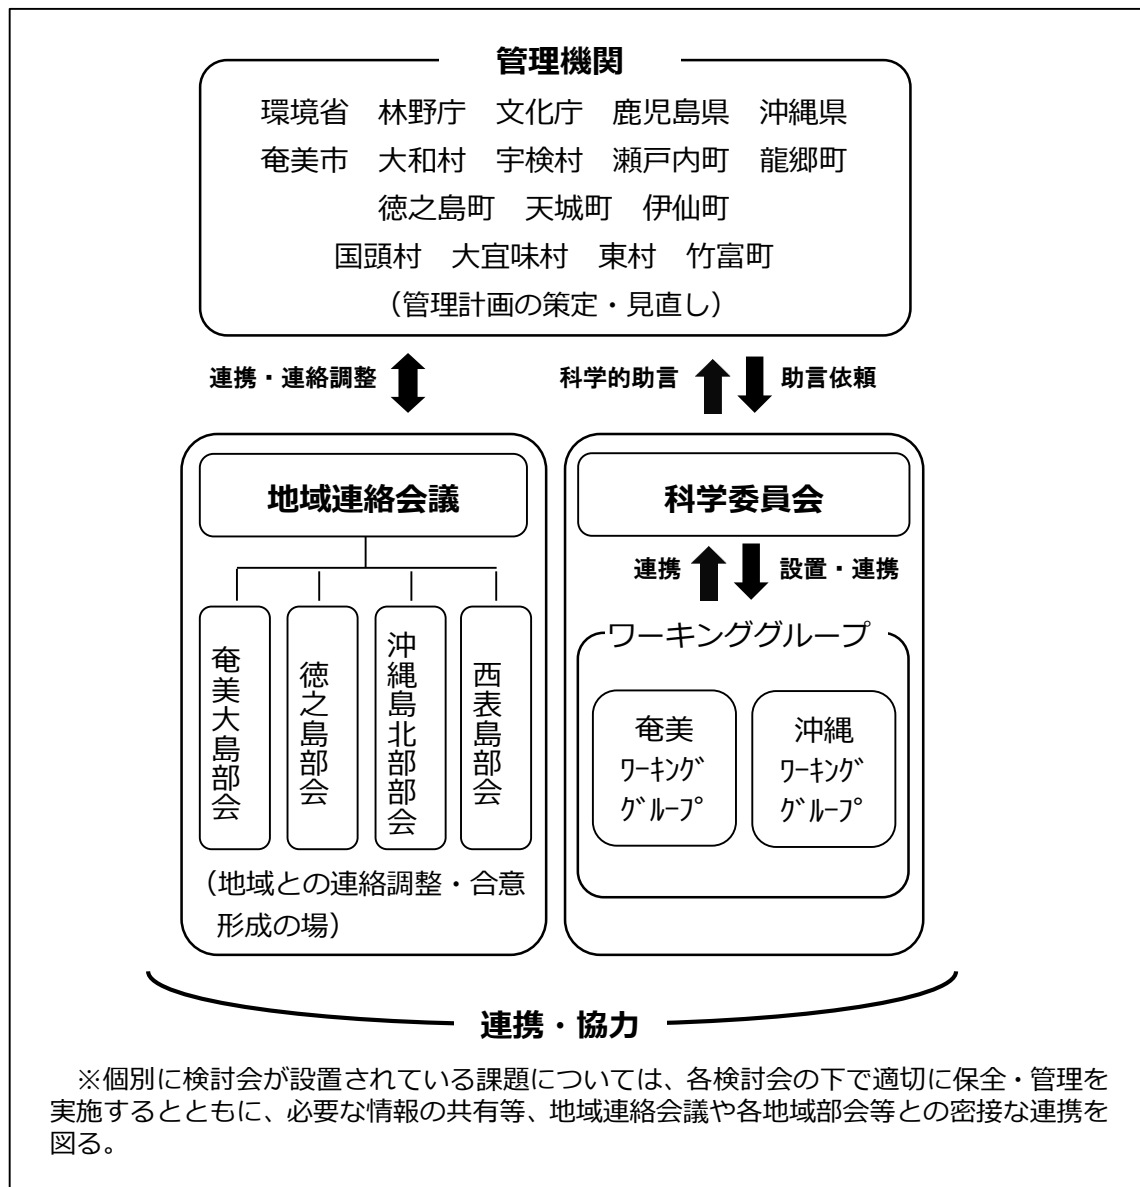 管理機関
環境省 林野庁 文化庁 鹿児島県 沖縄県
奄美市 大和村 宇検村 瀬戸内町 龍郷町
徳之島町 天城町 伊仙町
国頭村 大宜味村 東村 竹富町
（管理計画の策定・見直し）
連携・連絡調整
科学的助言
助言依頼
地域連絡会議
奄美大島部会
徳之島部会
沖縄島北部部会
西表島部会
（地域との連絡調整・合意
形成の場）
科学委員会
連携
設置・連携
ワーキンググループ
奄美
ﾜｰｷﾝｸﾞ
ｸﾞﾙｰﾌﾟ
沖縄
ﾜｰｷﾝｸﾞ
ｸﾞﾙｰﾌﾟ
連携・協力
※個別に検討会が設置されている課題については、各検討会の下で適切に保全・管理を
実施するとともに、必要な情報の共有等、地域連絡会議や各地域部会等との密接な連携を
図る。